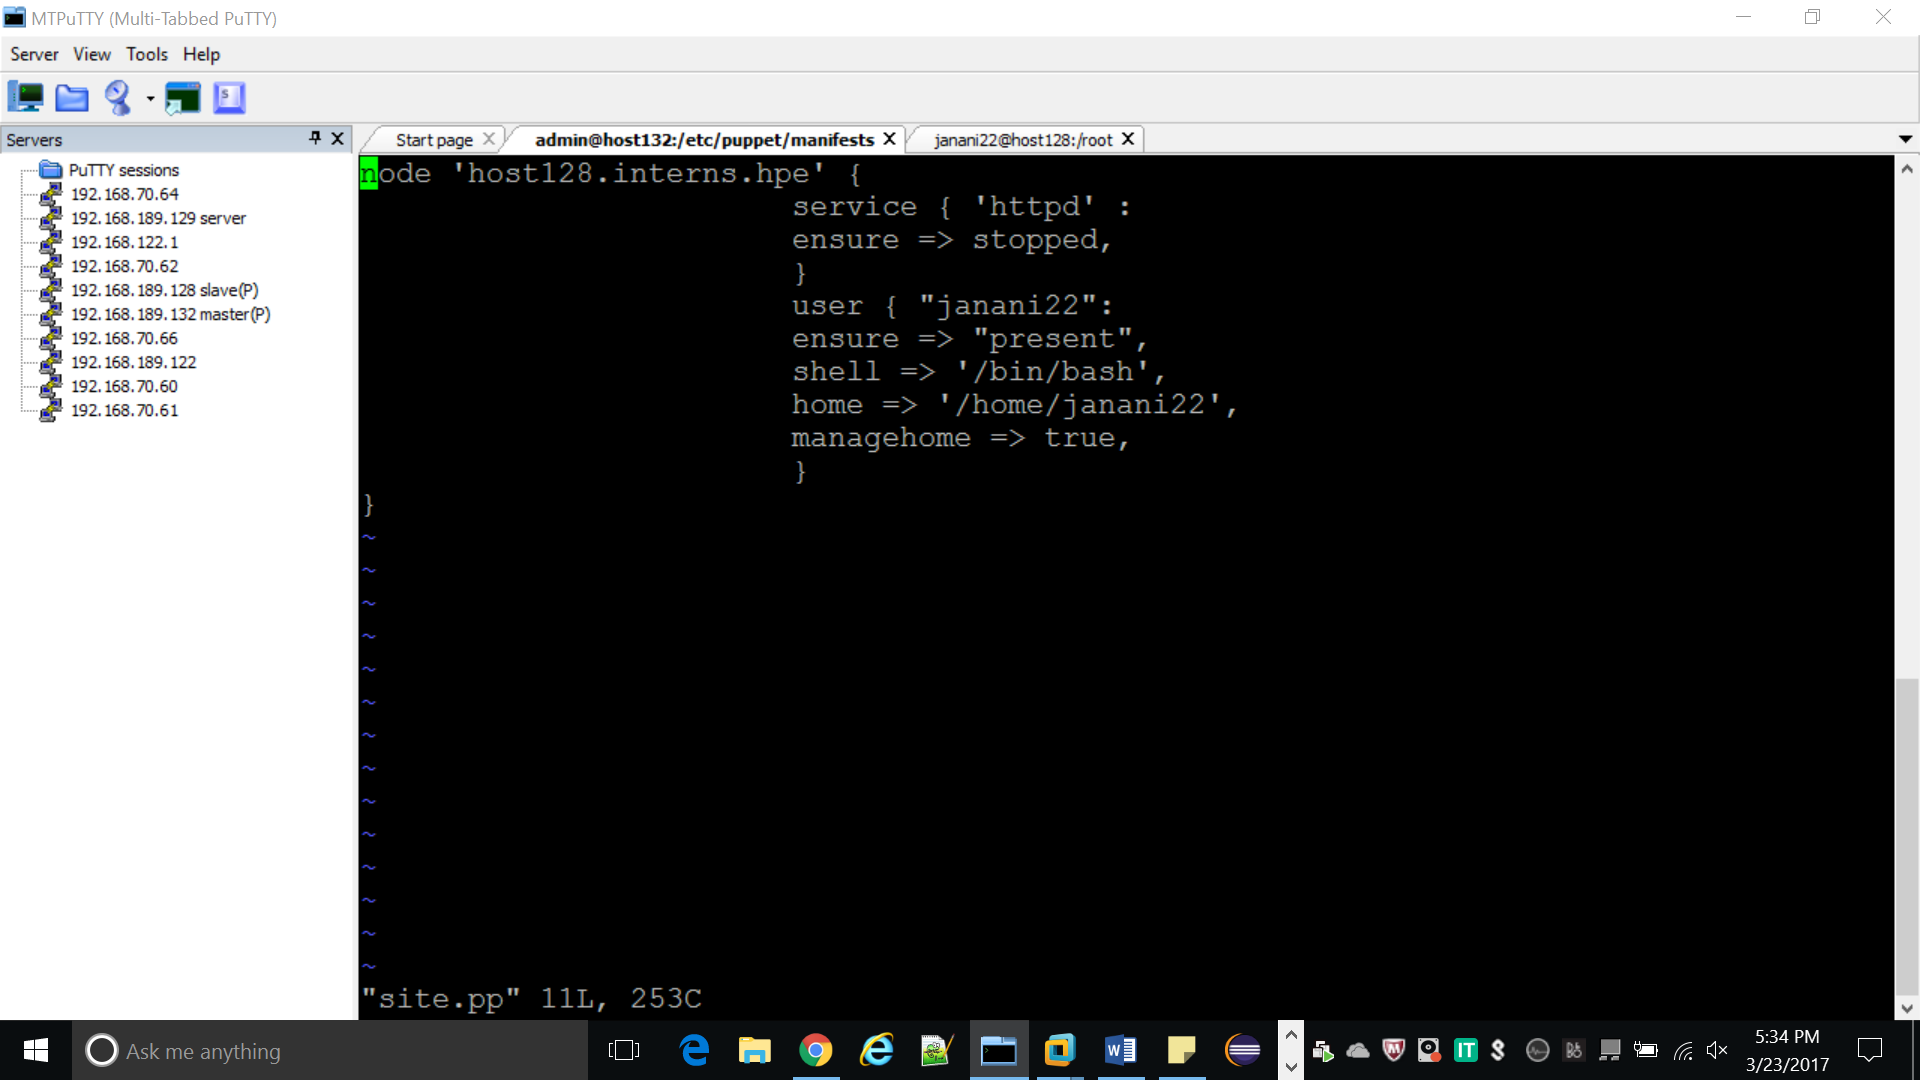 MTPuTTY (Multi-Tabbed PuTTY)
Server View Tools Help
S
Servers
PuTTY sessions
192.168.70.64
192.168.189.129 server
192.168.122.1
192.168.70.62
192.168.189.128 slave(P)
192.168.189.132 master(P)
192.168.70.66
192.168.189.122
192.168.70.60
192.168.70.61
Start page admin@host132:/etc/puppet/manifests janani22@host128:/root
node 'host128.interns.hpe' {
service { 'httpd' :
ensure => stopped,
}
user { "janani22":
ensure => "present",
shell => '/bin/bash',
home => '/home/janani22',
managehome => true,
}
}
~
~
~
~
~
~
~
~
~
~
~
~
~
~
"site.pp" 11L, 253C
Ask me anything
IT
5:34 PM
3/23/2017